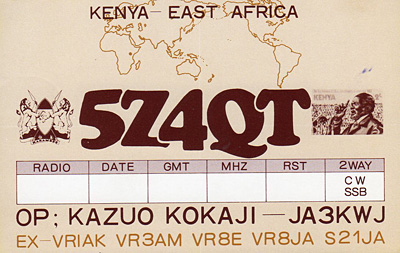 KENYA - EAST AFRICA
5Z4QT
KENYA
RADIO DATE GMT MHZ RST 2WAY
CW
SSB
OP; KAZUO KOKAJI — JA3KWJ
EX-VRIAK VR3AM VR8E VR8JA S21JA